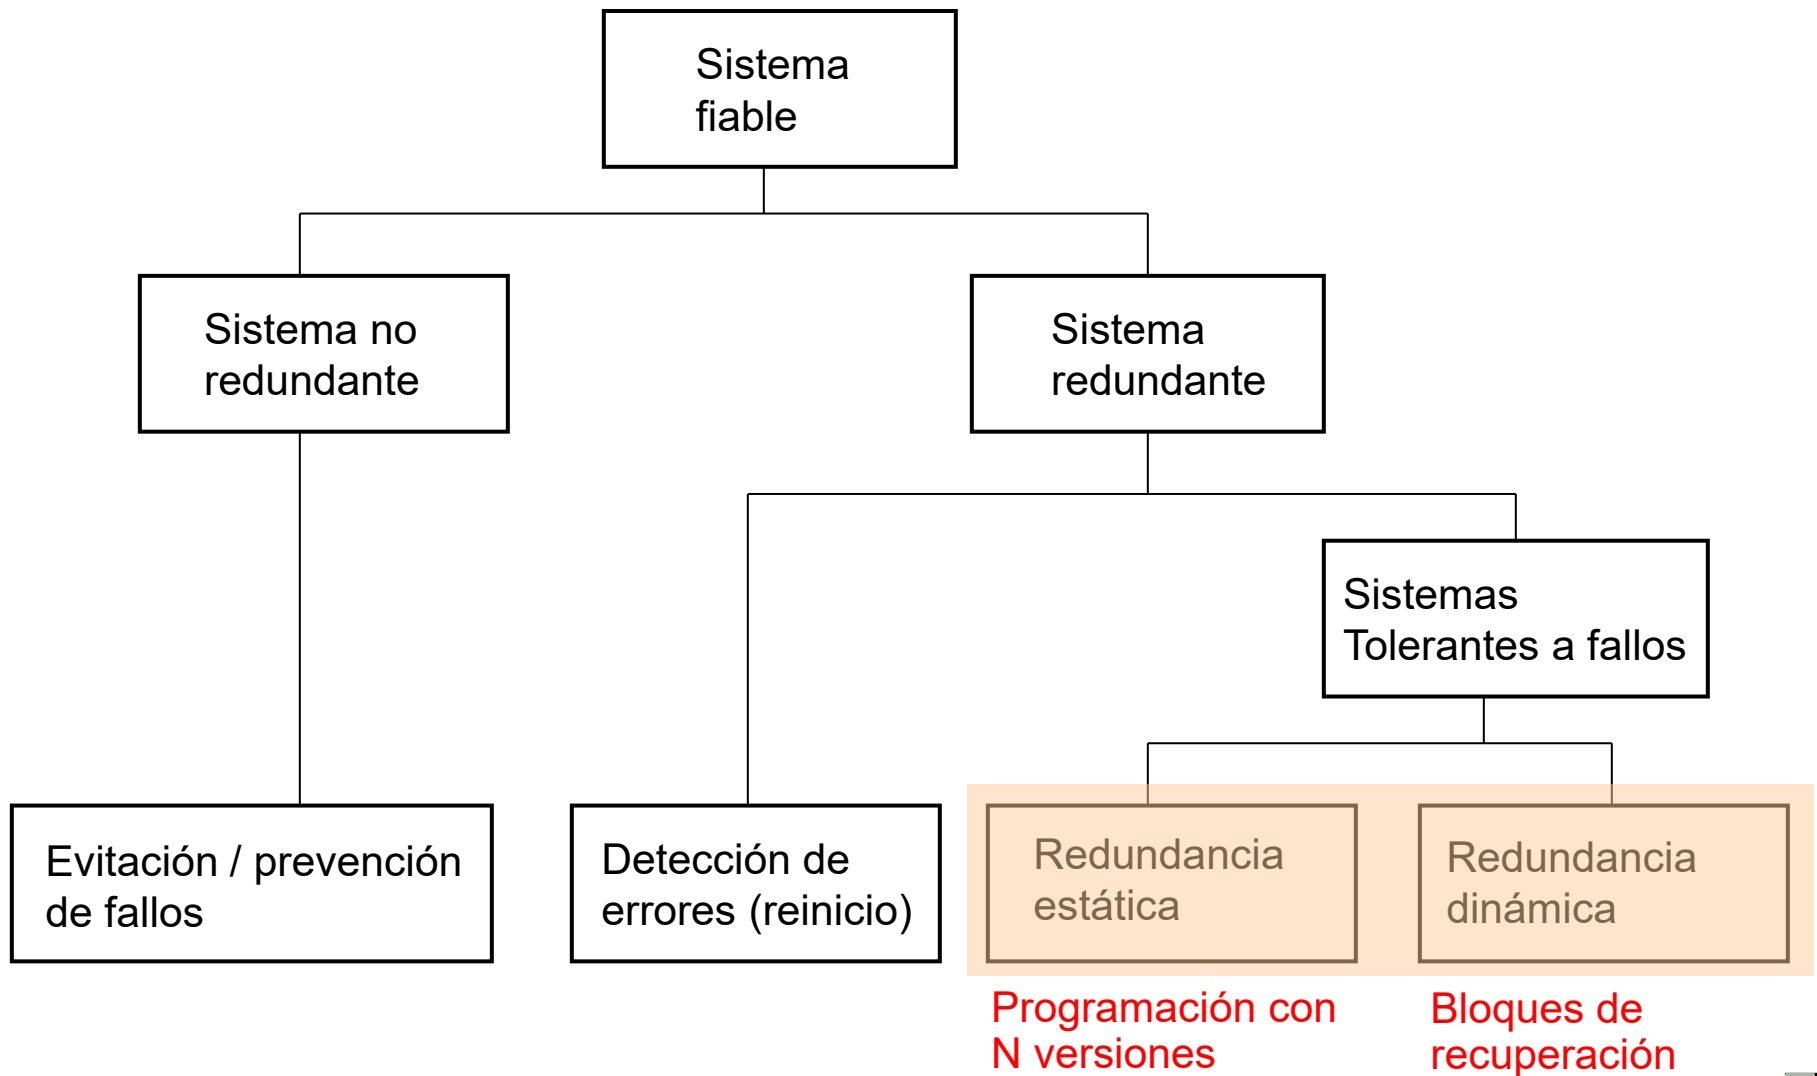 Sistema
fiable
Sistema no
redundante
Sistema
redundante
Sistemas
Tolerantes a fallos
Evitación / prevención
de fallos
Detección de
errores (reinicio)
Redundancia
estática
Redundancia
dinámica
Programación con
N versiones
Bloques de
recuperación